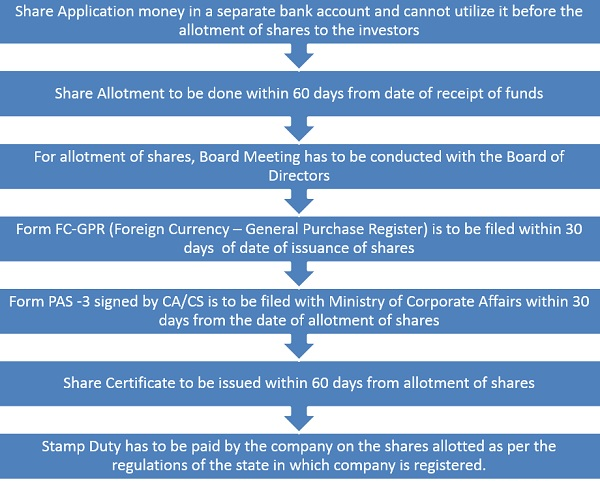 Share Application money in a separate bank account and cannot utilize it before the
allotment of shares to the investors
Share Allotment to be done within 60 days from date of receipt of funds
For allotment of shares, Board Meeting has to be conducted with the Board of
Directors
Form FC-GPR (Foreign Currency – General Purchase Register) is to be filed within 30
days of date of issuance of shares
Form PAS -3 signed by CA/CS is to be filed with Ministry of Corporate Affairs within 30
days from the date of allotment of shares
Share Certificate to be issued within 60 days from allotment of shares
Stamp Duty has to be paid by the company on the shares allotted as per the
regulations of the state in which company is registered.